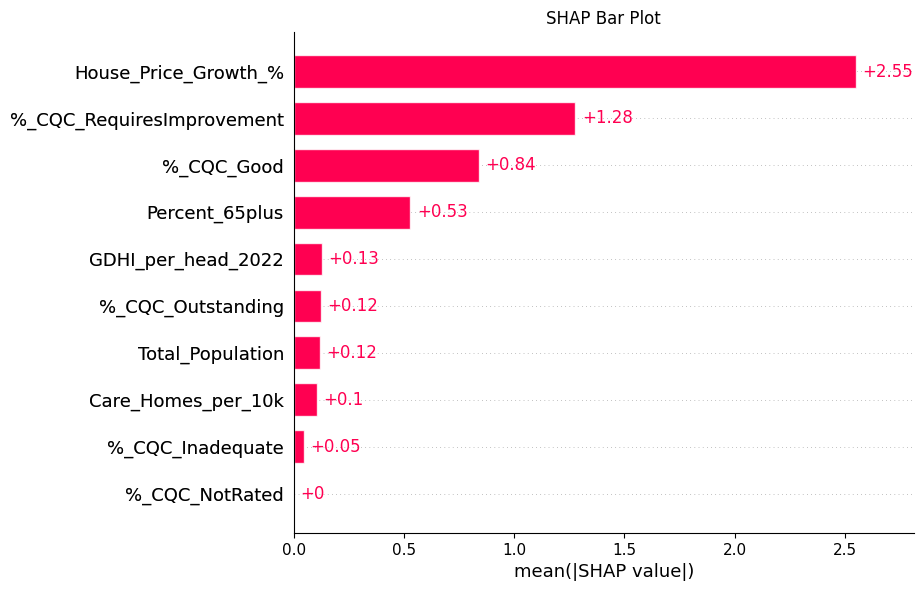 SHAP Bar Plot
House_Price_Growth_% +2.55
%_CQC_RequiresImprovement +1.28
%_CQC_Good +0.84
Percent_65plus +0.53
GDHI_per_head_2022 +0.13
%_CQC_Outstanding +0.12
Total_Population +0.12
Care_Homes_per_10k +0.1
%_CQC_Inadequate +0.05
%_CQC_NotRated +0
0.0 0.5 1.0 1.5 2.0 2.5
mean(|SHAP value|)